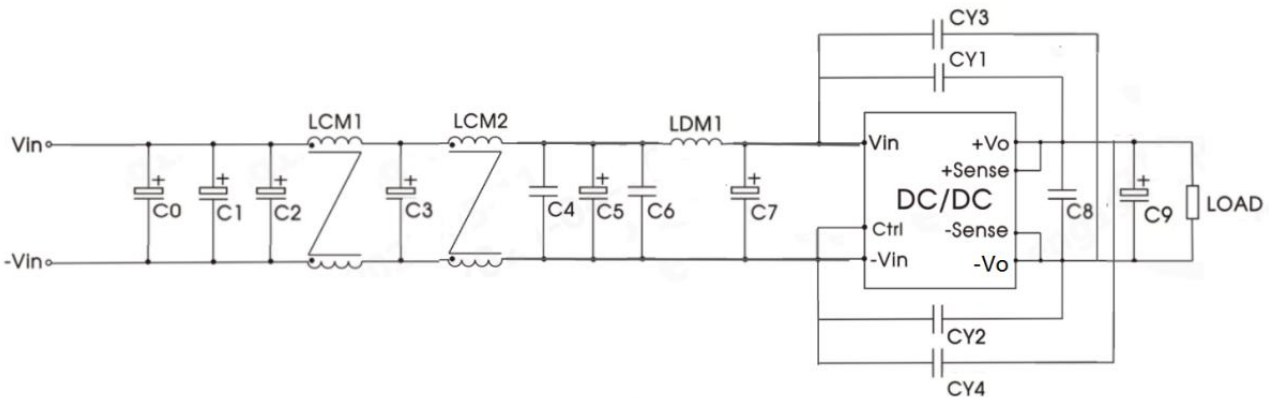 CY3
CY1
LCM1
LCM2
LDM1
Vin
Vin
+Vo
+Sense
C0
C1
C2
C3
C4
C5
C6
C7
DC/DC
C8
C9
LOAD
Ctrl
-Sense
-Vin
-Vin
-Vo
CY2
CY4